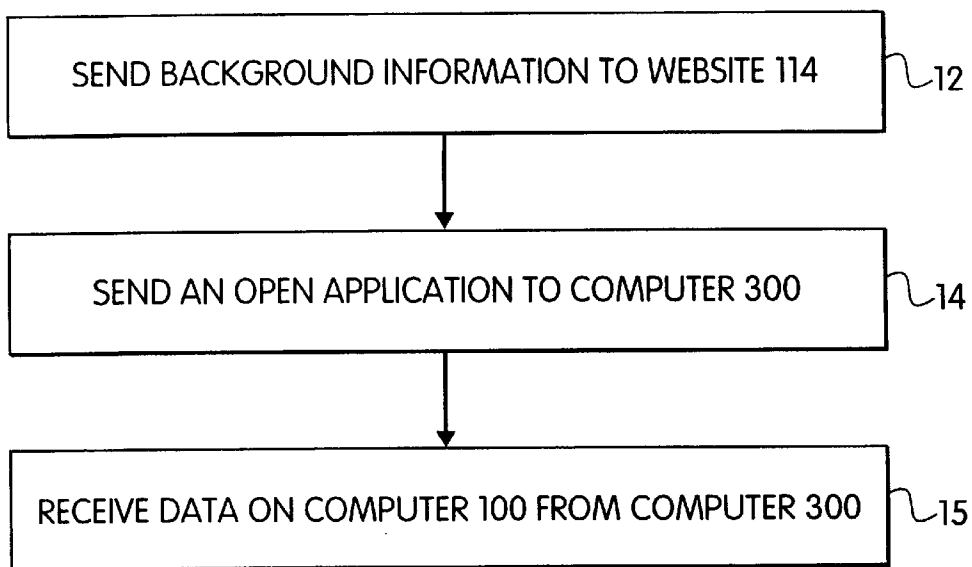 SEND BACKGROUND INFORMATION TO WEBSITE 114
12
SEND AN OPEN APPLICATION TO COMPUTER 300
14
RECEIVE DATA ON COMPUTER 100 FROM COMPUTER 300
15